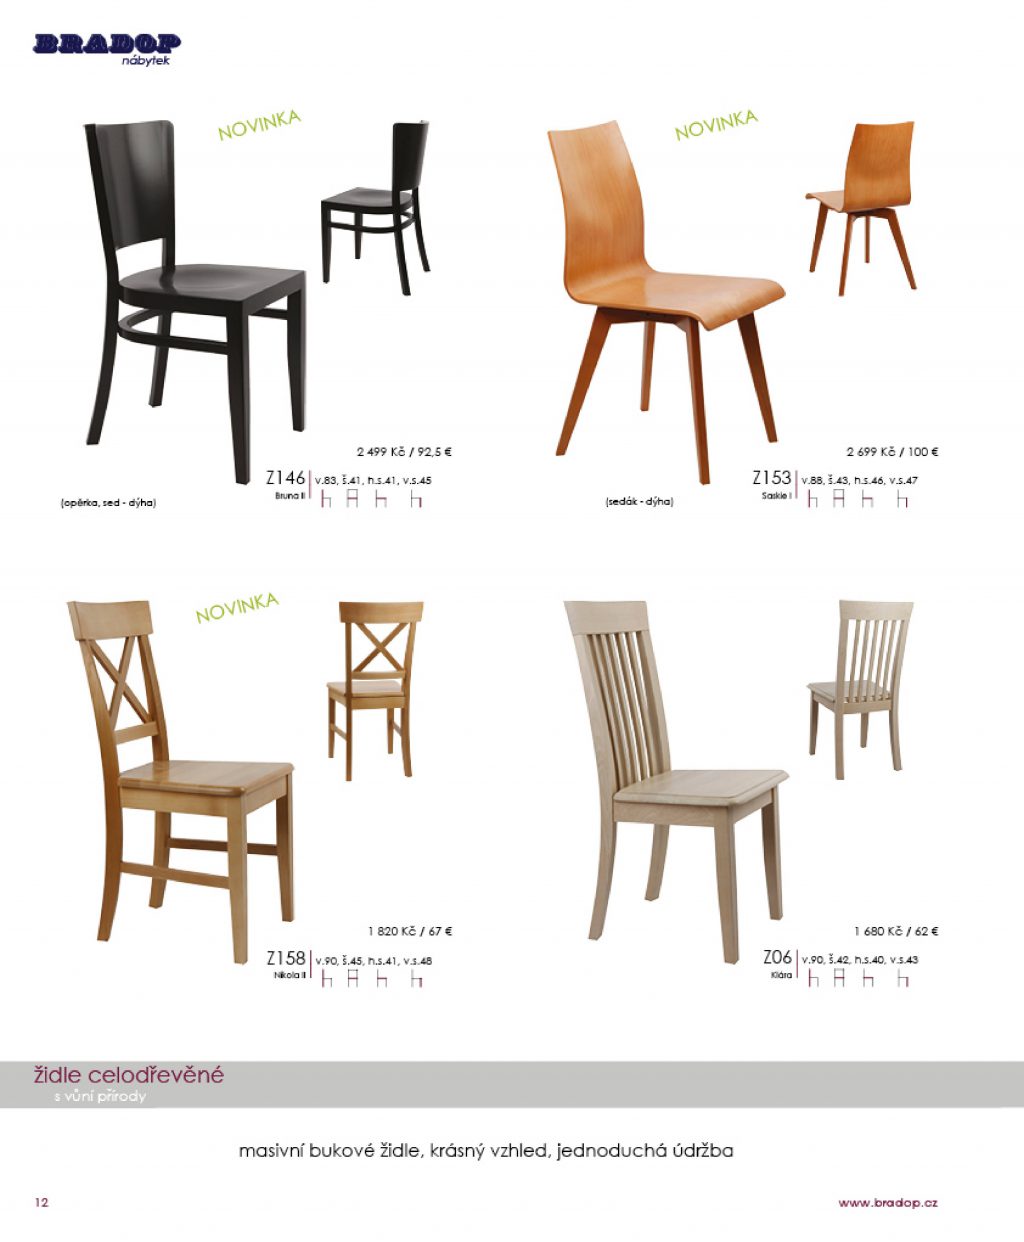 BRADOP
nábytek
NOVINKA
NOVINKA
2 499 Kč / 92,5 €
Z146
Bruna II
v.83, š.41, h.s.41, v.s.45
(opěrka, sed - dýha)
2 699 Kč / 100 €
Z153
Saskie I
v.88, š.43, h.s.46, v.s.47
(sedák - dýha)
NOVINKA
1 820 Kč / 67 €
Z158
Nikola II
v.90, š.45, h.s.41, v.s.48
1 680 Kč / 62 €
Z06
Klára
v.90, š.42, h.s.40, v.s.43
židle celodřevěné
s vůní přírody
masivní bukové židle, krásný vzhled, jednoduchá údržba
12
www.bradop.cz